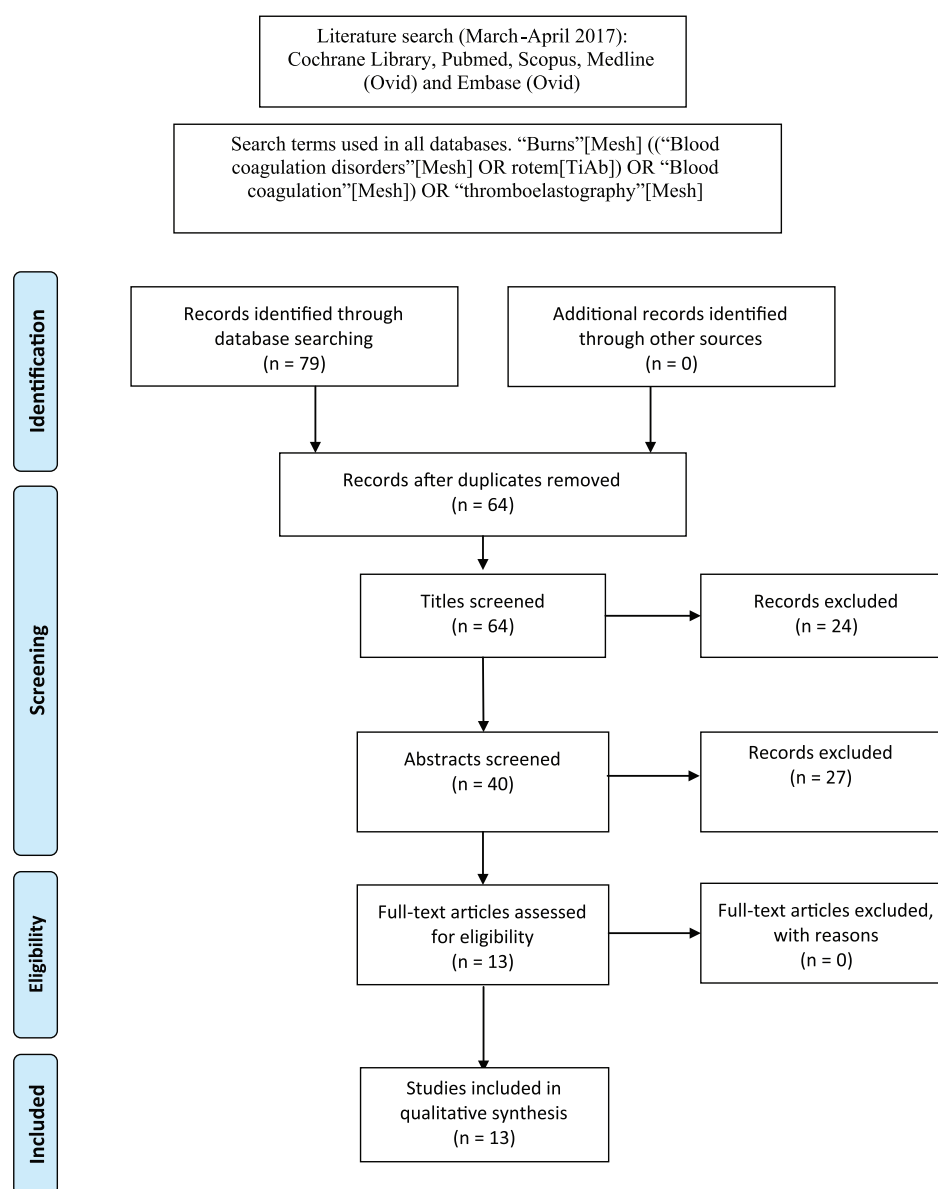 Literature search (March-April 2017):
Cochrane Library, Pubmed, Scopus, Medline
(Ovid) and Embase (Ovid)
Search terms used in all databases. “Burns”[Mesh] ((“Blood
coagulation disorders”[Mesh] OR rotem[TiAb]) OR “Blood
coagulation”[Mesh]) OR “thromboelastography”[Mesh]
Identification
Records identified through
database searching
(n = 79)
Additional records identified
through other sources
(n = 0)
Records after duplicates removed
(n = 64)
Screening
Titles screened
(n = 64)
Records excluded
(n = 24)
Abstracts screened
(n = 40)
Records excluded
(n = 27)
Eligibility
Full-text articles assessed
for eligibility
(n = 13)
Full-text articles excluded,
with reasons
(n = 0)
Included
Studies included in
qualitative synthesis
(n = 13)